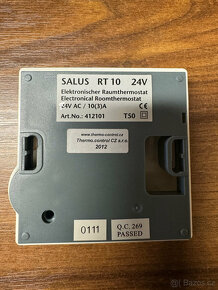 SALUS RT 10 24V
Elektronischer Raumthermostat
Electronical Roomthermostat
24V AC / 10(3)A CE
Art.No.: 412101 T50
www.thermo-control.cz
Thermo-control CZ s.r.o.
2012
0111
Q.C. 269
PASSED